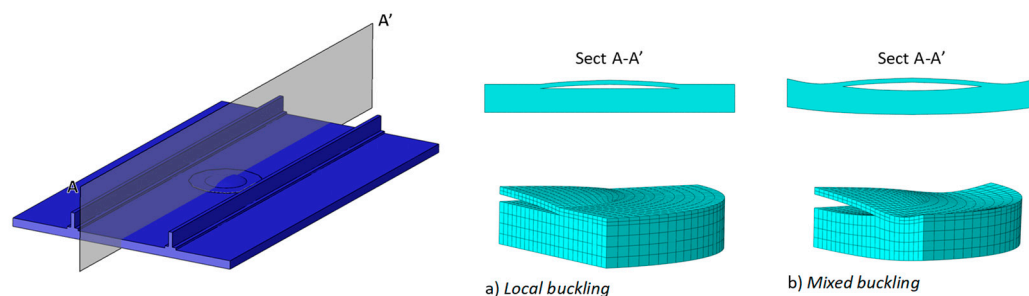 A'
A
Sect A-A'
Sect A-A'
a) Local buckling
b) Mixed buckling